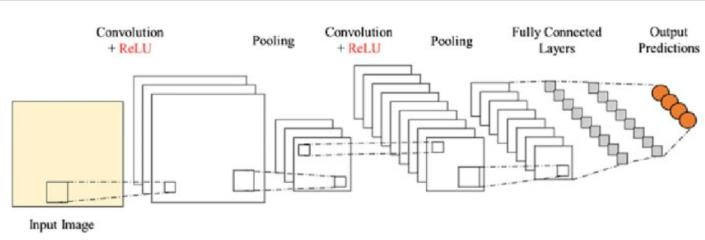 Convolution
+ ReLU
Pooling
Convolution
+ ReLU
Pooling
Fully Connected
Layers
Output
Predictions
Input Image